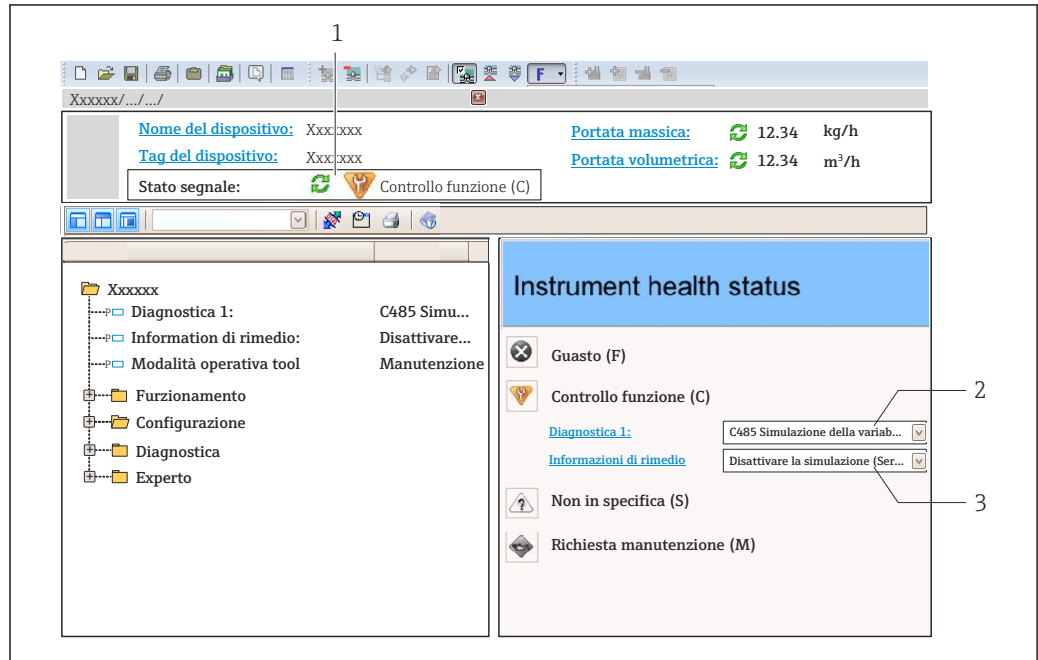 1
F
Xxxxxx/.../.../
Nome del dispositivo: Xxxxxxx Portata massica: 12.34 kg/h
Tag del dispositivo: Xxxxxxx Portata volumetrica: 12.34 m³/h
Stato segnale: Controllo funzione (C)
Xxxxxx
Diagnostica 1: C485 Simu...
Information di rimedio: Disattivare...
Modalità operativa tool Manutenzione
Furzionamento
Configurazione
Diagnostica
Experto
Instrument health status
Guasto (F)
Controllo funzione (C)
2
Diagnostica 1: C485 Simulazione della variab...
Informazioni di rimedio Disattivare la simulazione (Ser...
Non in specifica (S)
3
Richiesta manutenzione (M)